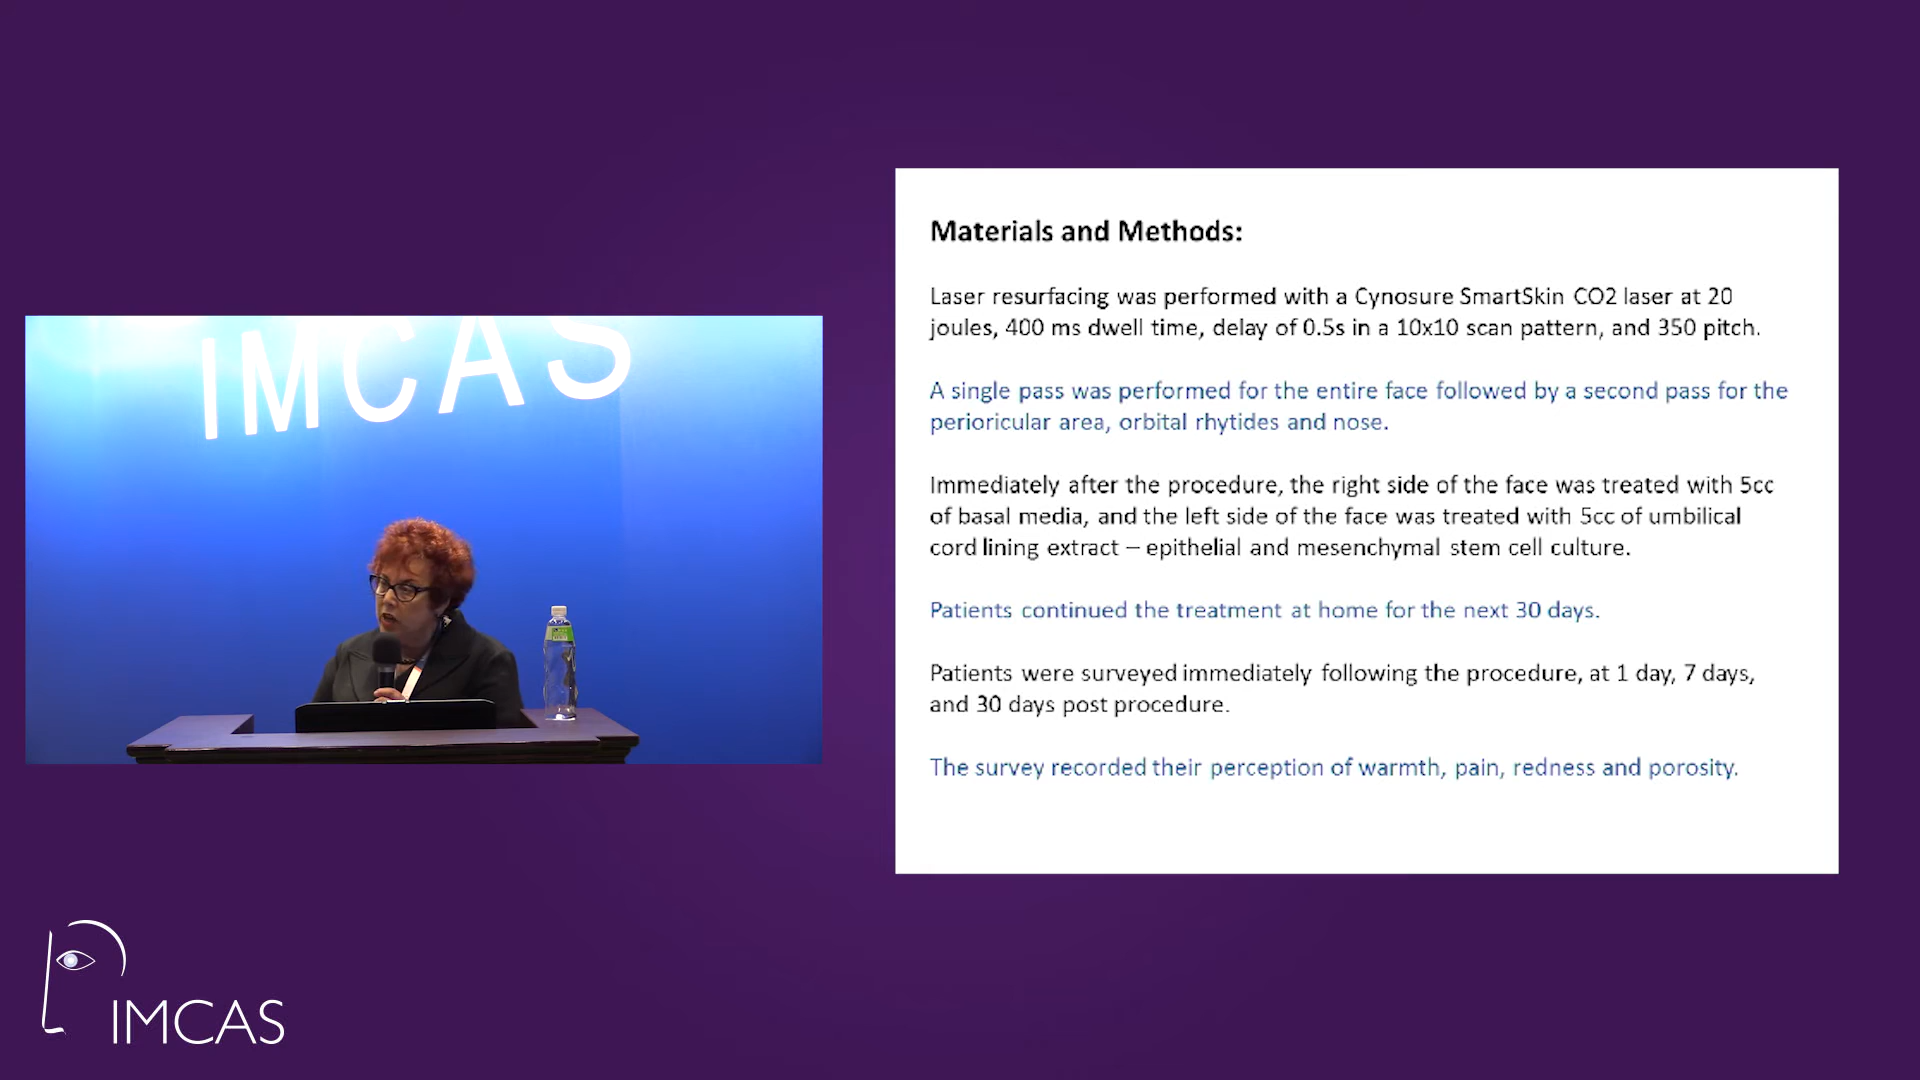 IMCAS
Materials and Methods:
Laser resurfacing was performed with a Cynosure SmartSkin CO2 laser at 20
joules, 400 ms dwell time, delay of 0.5s in a 10x10 scan pattern, and 350 pitch.
A single pass was performed for the entire face followed by a second pass for the
perioricular area, orbital rhytides and nose.
Immediately after the procedure, the right side of the face was treated with 5cc
of basal media, and the left side of the face was treated with 5cc of umbilical
cord lining extract – epithelial and mesenchymal stem cell culture.
Patients continued the treatment at home for the next 30 days.
Patients were surveyed immediately following the procedure, at 1 day, 7 days,
and 30 days post procedure.
The survey recorded their perception of warmth, pain, redness and porosity.
IMCAS